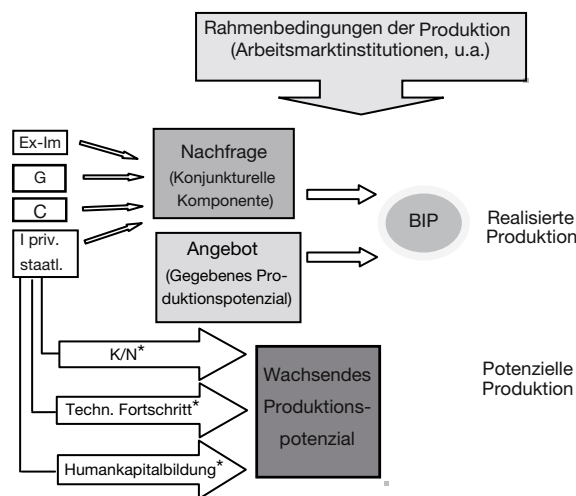 Rahmenbedingungen der Produktion
(Arbeitsmarktinstitutionen, u.a.)
Ex-Im
G
C
I priv.
staatl.
Nachfrage
(Konjunkturelle
Komponente)
Angebot
(Gegebenes Pro-
duktionspotenzial)
BIP
Realisierte
Produktion
K/N*
Techn. Fortschritt*
Humankapitalbildung*
Wachsendes
Produktions-
potenzial
Potenzielle
Produktion